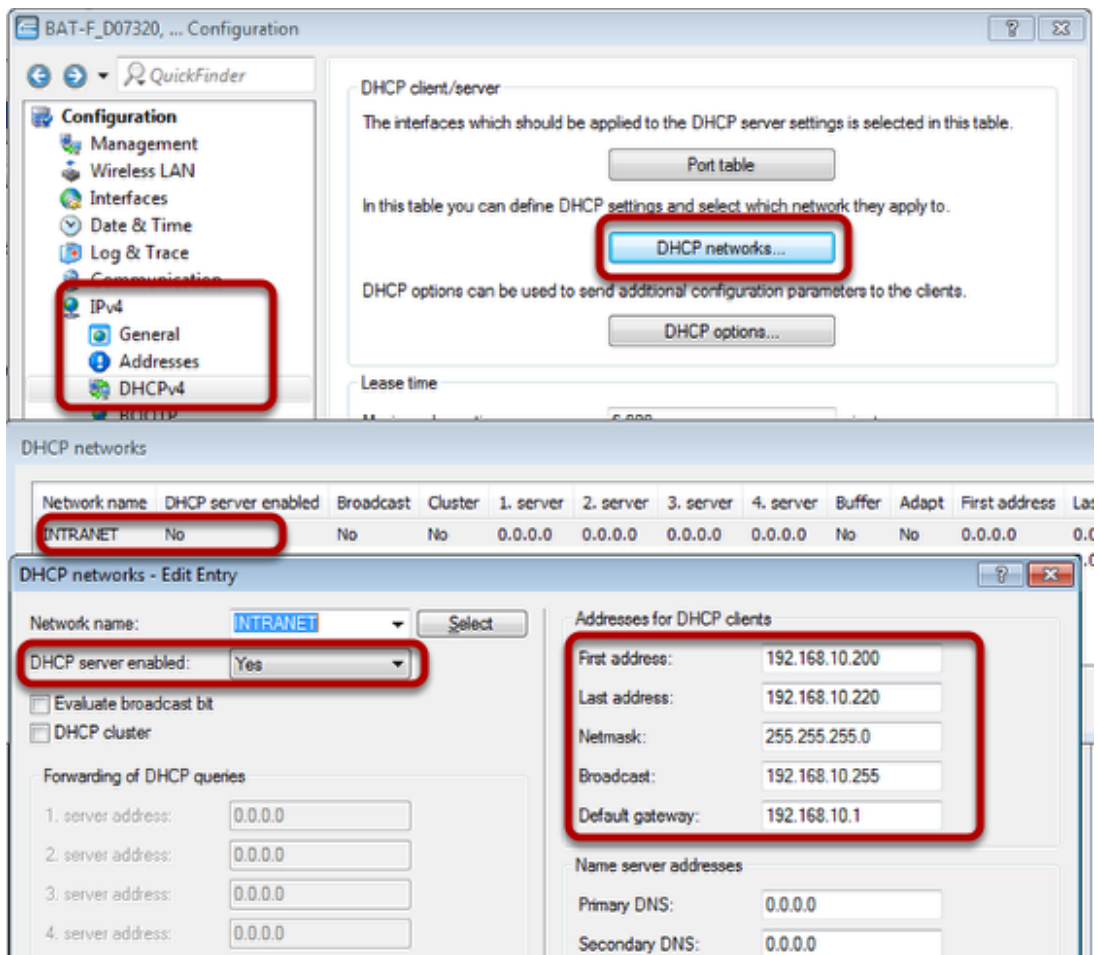 BAT-F_D07320, ... Configuration
QuickFinder
Configuration
Management
Wireless LAN
Interfaces
Date & Time
Log & Trace
Communication
IPv4
General
Addresses
DHCPv4
BOOTP
DHCP client/server
The interfaces which should be applied to the DHCP server settings is selected in this table.
Port table
In this table you can define DHCP settings and select which network they apply to.
DHCP networks...
DHCP options can be used to send additional configuration parameters to the clients.
DHCP options...
Lease time
DHCP networks
Network name DHCP server enabled Broadcast Cluster 1. server 2. server 3. server 4. server Buffer Adapt First address Las
INTRANET No No No 0.0.0.0 0.0.0.0 0.0.0.0 0.0.0.0 No No 0.0.0.0 0.0
DHCP networks - Edit Entry
Network name: INTRANET Select
DHCP server enabled: Yes
Evaluate broadcast bit
DHCP cluster
Forwarding of DHCP queries
1. server address: 0.0.0.0
2. server address: 0.0.0.0
3. server address: 0.0.0.0
4. server address: 0.0.0.0
Addresses for DHCP clients
First address: 192.168.10.200
Last address: 192.168.10.220
Netmask: 255.255.255.0
Broadcast: 192.168.10.255
Default gateway: 192.168.10.1
Name server addresses
Primary DNS: 0.0.0.0
Secondary DNS: 0.0.0.0